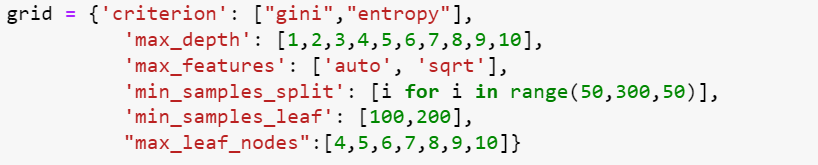 grid = {'criterion': ["gini","entropy"],
'max_depth': [1,2,3,4,5,6,7,8,9,10],
'max_features': ['auto', 'sqrt'],
'min_samples_split': [i for i in range(50,300,50)],
'min_samples_leaf': [100,200],
"max_leaf_nodes":[4,5,6,7,8,9,10]}